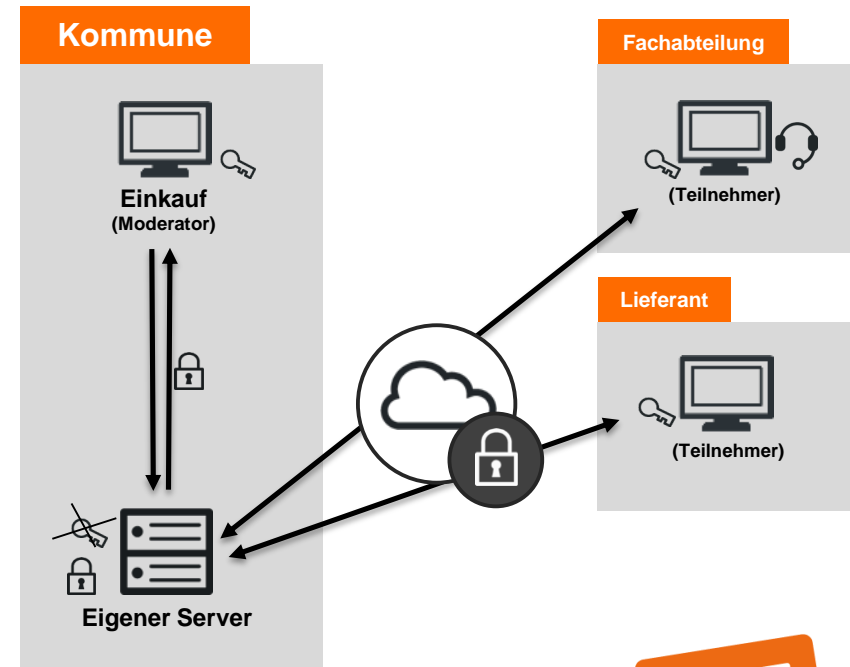 Kommune
Einkauf
(Moderator)
Eigener Server
Fachabteilung
(Teilnehmer)
Lieferant
(Teilnehmer)